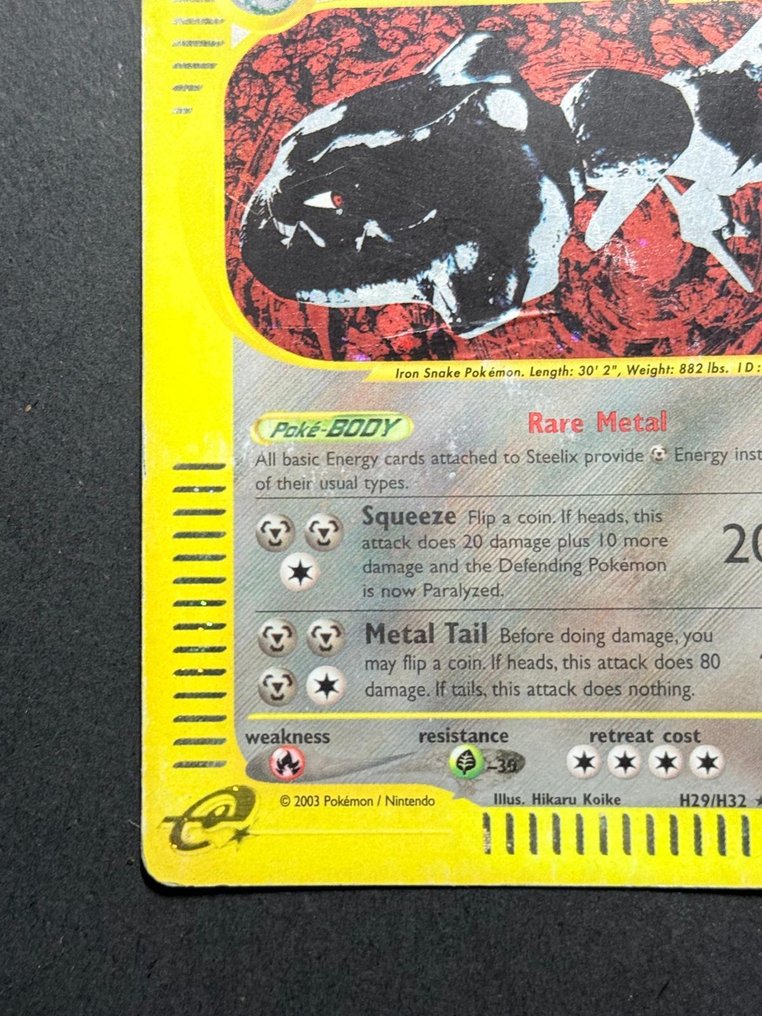 Iron Snake Pokémon. Length: 30' 2", Weight: 882 lbs. ID:
Poké-BODY Rare Metal
All basic Energy cards attached to Steelix provide Energy inst
of their usual types.
Squeeze Flip a coin. If heads, this
attack does 20 damage plus 10 more
damage and the Defending Pokémon
is now Paralyzed.
20
Metal Tail Before doing damage, you
may flip a coin. If heads, this attack does 80
damage. If tails, this attack does nothing.
weakness resistance retreat cost
-30
© 2003 Pokémon / Nintendo Illus. Hikaru Koike H29/H32